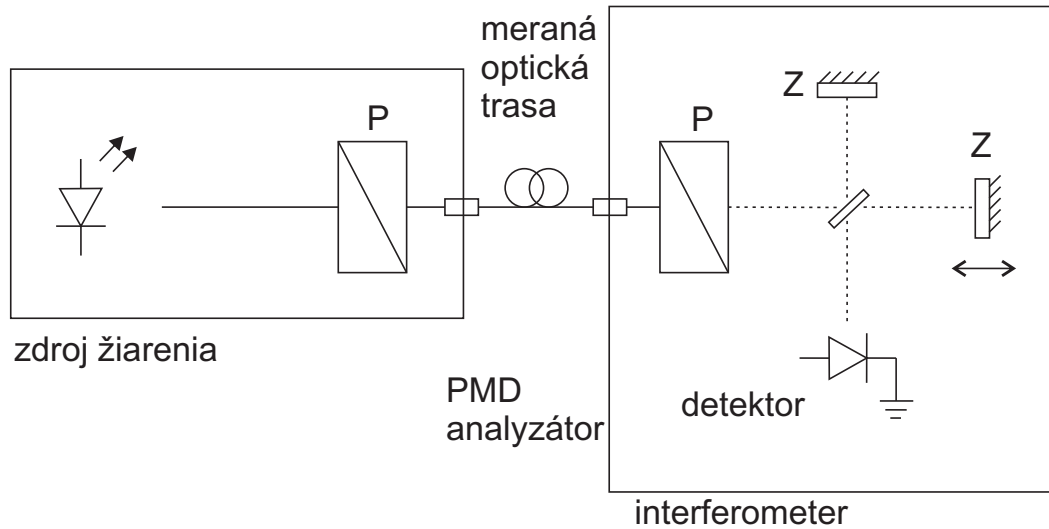 meraná
optická
trasa
P
P
Z
Z
zdroj žiarenia
PMD
analyzátor
detektor
interferometer